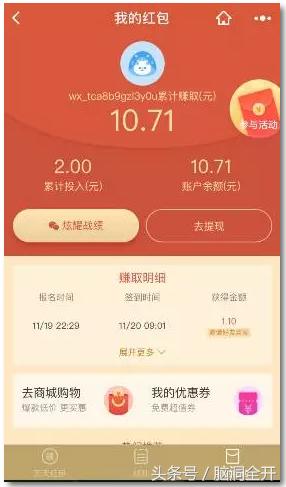 我的红包
wx_tca8b9gzl3y0u累计赚取(元)
10.71
参与活动
2.00
10.71
累计投入(元)
账户余额(元)
炫耀战绩
去提现
赚取明细
报名时间
签到时间
获得金额
11/19 22:29
11/20 09:01
1.10
展开更多
去商城购物
我的优惠券
爆款低价 更实惠
免费超值券
头条号/脑洞全开